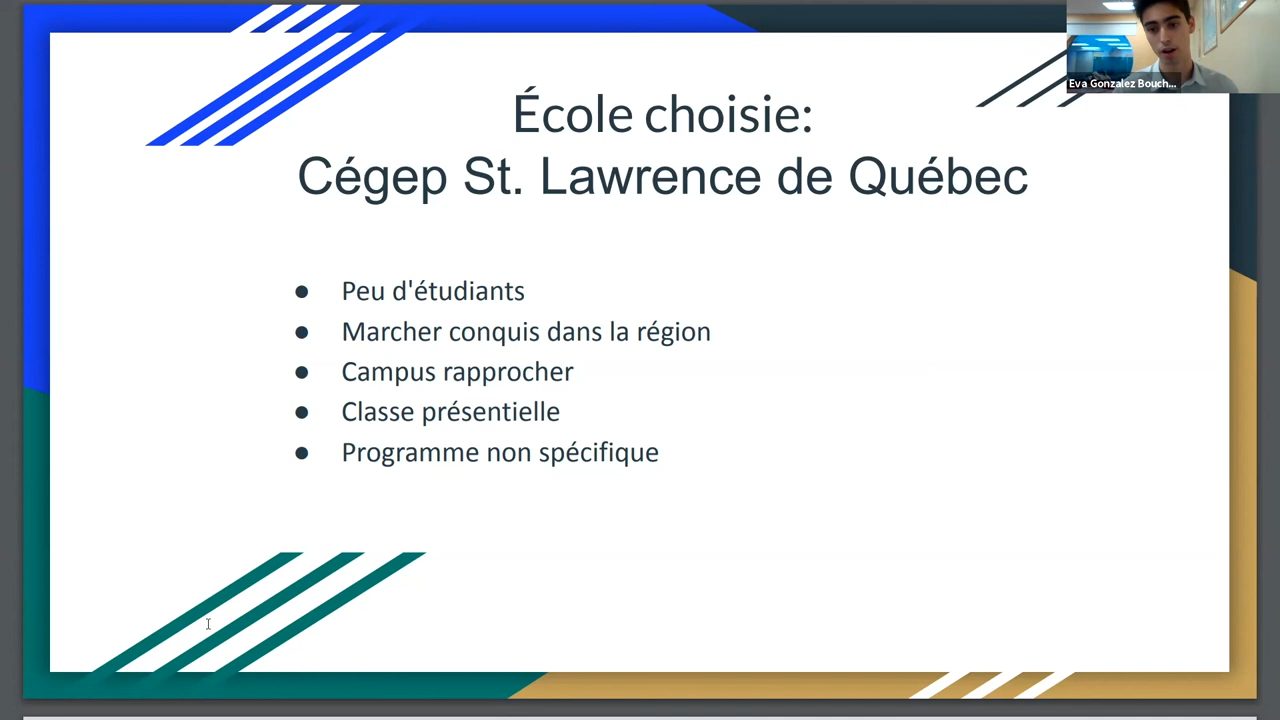 Eva Gonzalez Bouch...
École choisie:
Cégep St. Lawrence de Québec
● Peu d'étudiants
● Marcher conquis dans la région
● Campus rapprocher
● Classe présentielle
● Programme non spécifique